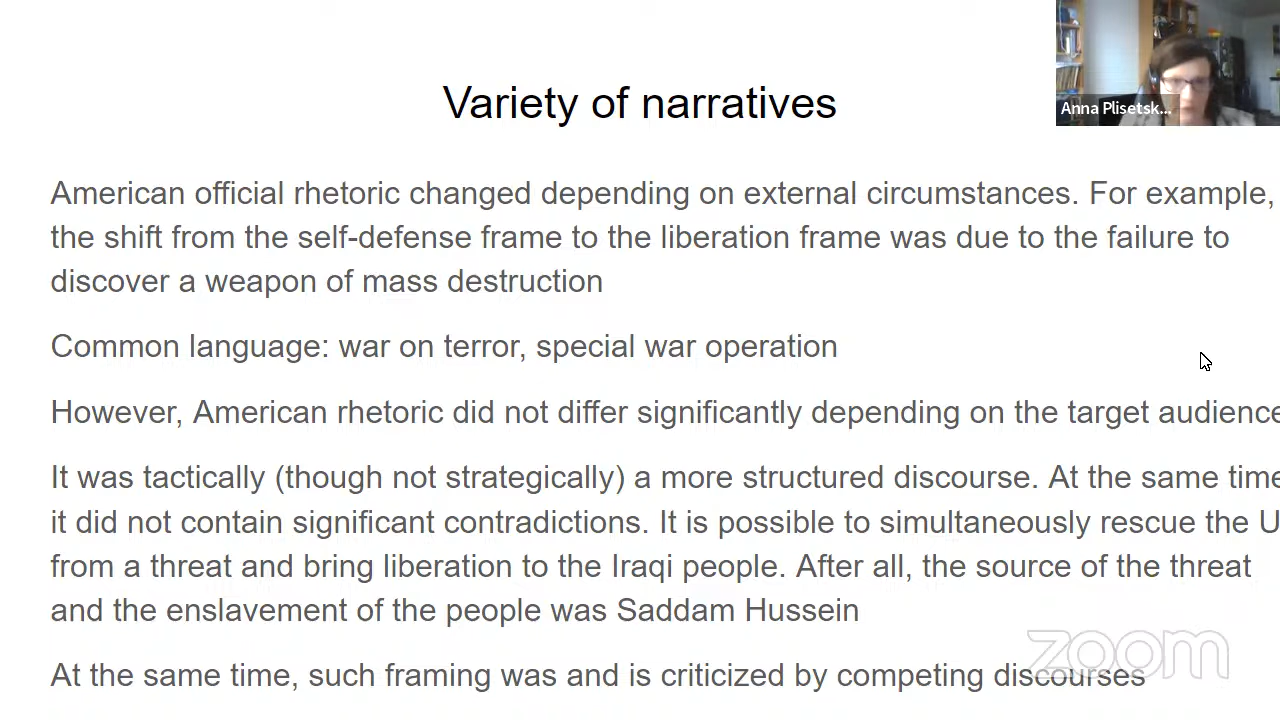 Variety of narratives
Anna Plisetsk...
American official rhetoric changed depending on external circumstances. For example,
the shift from the self-defense frame to the liberation frame was due to the failure to
discover a weapon of mass destruction
Common language: war on terror, special war operation
However, American rhetoric did not differ significantly depending on the target audience
It was tactically (though not strategically) a more structured discourse. At the same time
it did not contain significant contradictions. It is possible to simultaneously rescue the U
from a threat and bring liberation to the Iraqi people. After all, the source of the threat
and the enslavement of the people was Saddam Hussein
At the same time, such framing was and is criticized by competing discourses
zoom